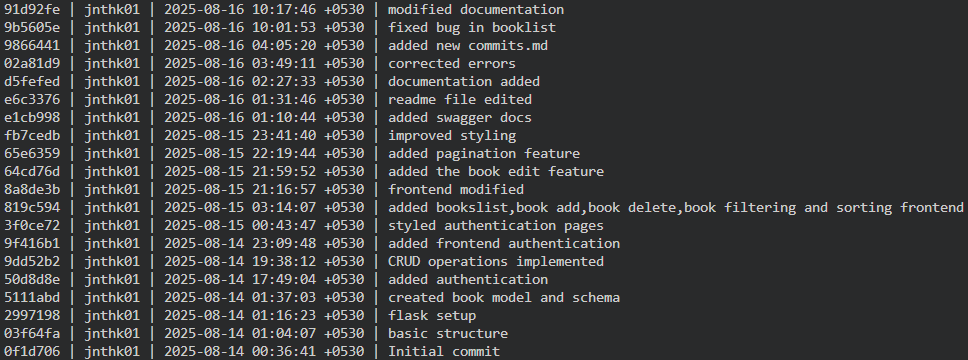 91d92fe | jnthk01 | 2025-08-16 10:17:46 +0530 | modified documentation
9b5605e | jnthk01 | 2025-08-16 10:01:53 +0530 | fixed bug in booklist
9866441 | jnthk01 | 2025-08-16 04:05:20 +0530 | added new commits.md
02a81d9 | jnthk01 | 2025-08-16 03:49:11 +0530 | corrected errors
d5fefed | jnthk01 | 2025-08-16 02:27:33 +0530 | documentation added
e6c3376 | jnthk01 | 2025-08-16 01:31:46 +0530 | readme file edited
e1cb998 | jnthk01 | 2025-08-16 01:10:44 +0530 | added swagger docs
fb7cedb | jnthk01 | 2025-08-15 23:41:40 +0530 | improved styling
65e6359 | jnthk01 | 2025-08-15 22:19:44 +0530 | added pagination feature
64cd76d | jnthk01 | 2025-08-15 21:59:52 +0530 | added the book edit feature
8a8de3b | jnthk01 | 2025-08-15 21:16:57 +0530 | frontend modified
819c594 | jnthk01 | 2025-08-15 03:14:07 +0530 | added bookslist,book add,book delete,book filtering and sorting frontend
3f0ce72 | jnthk01 | 2025-08-15 00:43:47 +0530 | styled authentication pages
9f416b1 | jnthk01 | 2025-08-14 23:09:48 +0530 | added frontend authentication
9dd52b2 | jnthk01 | 2025-08-14 19:38:12 +0530 | CRUD operations implemented
50d8d8e | jnthk01 | 2025-08-14 17:49:04 +0530 | added authentication
5111abd | jnthk01 | 2025-08-14 01:37:03 +0530 | created book model and schema
2997198 | jnthk01 | 2025-08-14 01:16:23 +0530 | flask setup
03f64fa | jnthk01 | 2025-08-14 01:04:07 +0530 | basic structure
0f1d706 | jnthk01 | 2025-08-14 00:36:41 +0530 | Initial commit